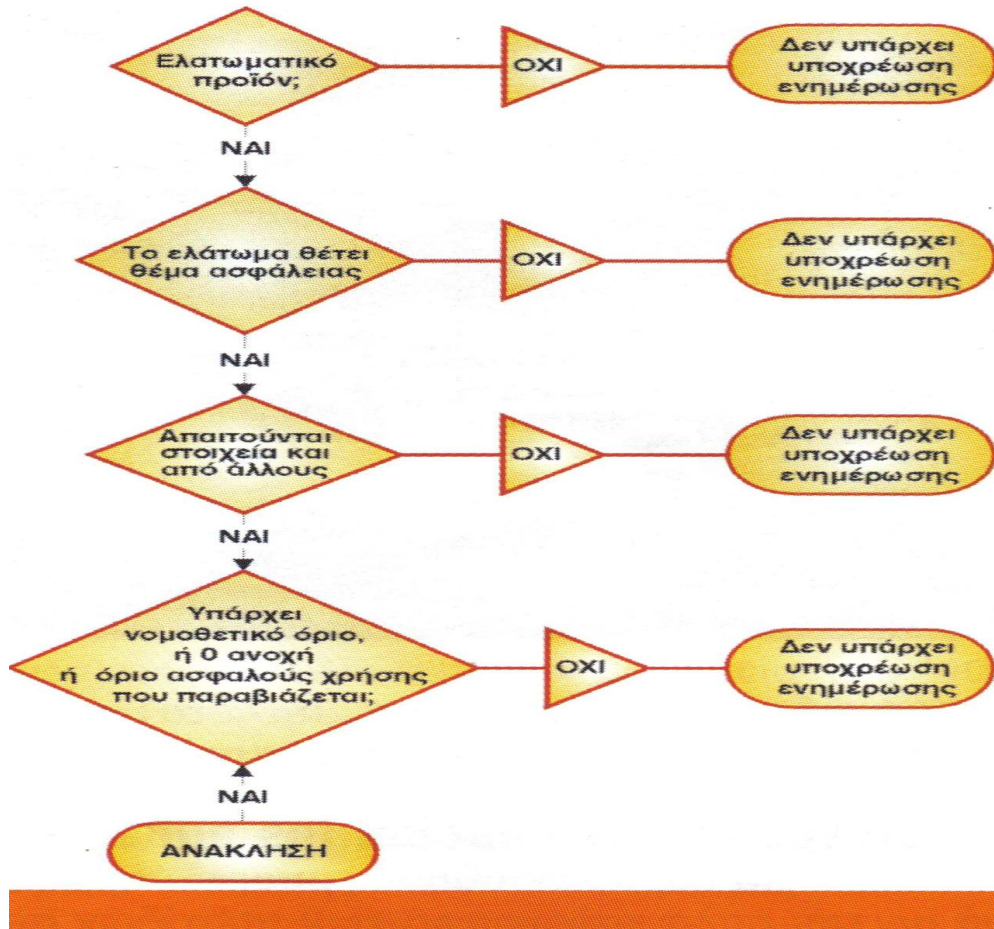 Ελατωματικό
προϊόν;
ΟΧΙ
Δεν υπάρχει
υποχρέωση
ενημέρωσης
ΝΑΙ
Το ελάτωμα θέτει
θέμα ασφάλειας
ΟΧΙ
Δεν υπάρχει
υποχρέωση
ενημέρωσης
ΝΑΙ
Απαιτούνται
στοιχεία και
από άλλους
ΟΧΙ
Δεν υπάρχει
υποχρέωση
ενημέρωσης
ΝΑΙ
Υπάρχει
νομοθετικό όριο,
ή 0 ανοχή
ή όριο ασφαλούς χρήσης
που παραβιάζεται;
ΟΧΙ
Δεν υπάρχει
υποχρέωση
ενημέρωσης
ΝΑΙ
ΑΝΑΚΛΗΣΗ